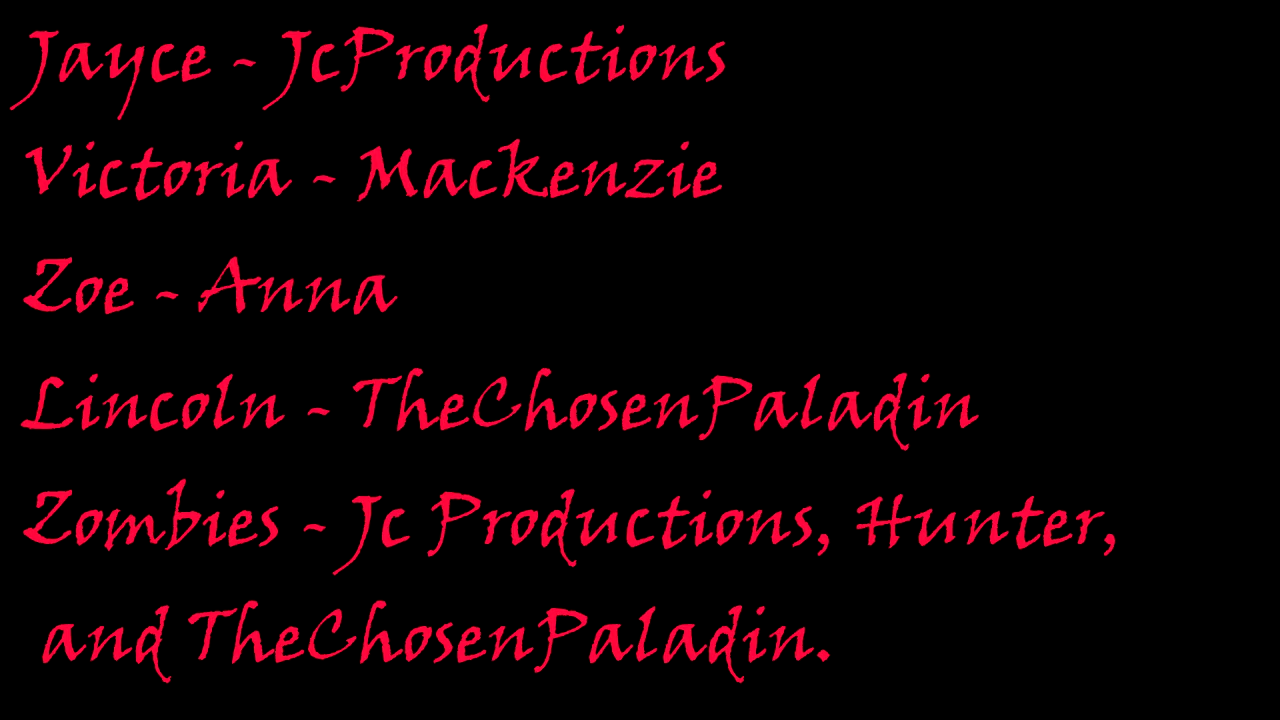 Jayce - JcProductions
Victoria - Mackenzie
Zoe - Anna
Lincoln - TheChosenPaladin
Zombies - Jc Productions, Hunter,
and TheChosenPaladin.